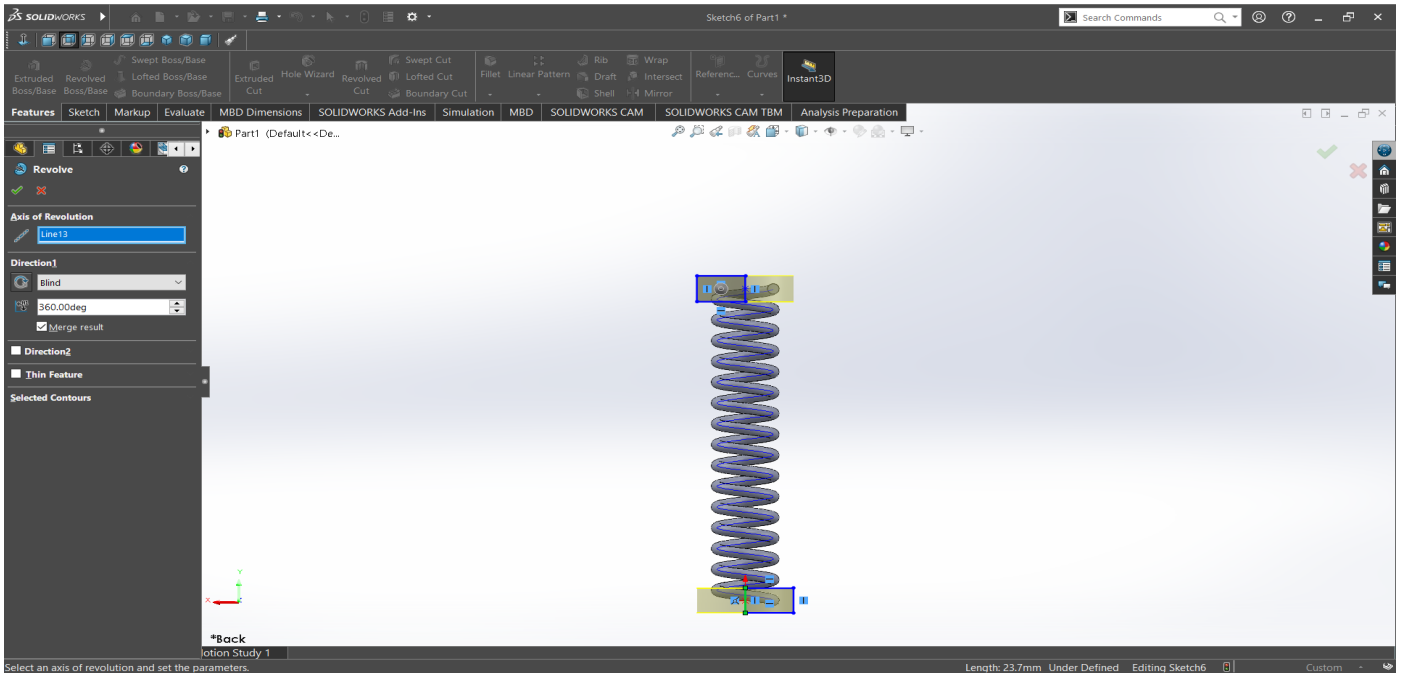 SOLIDWORKS
Sketch6 of Part1 *
Search Commands
Extruded Boss/Base
Revolved Boss/Base
Swept Boss/Base
Lofted Boss/Base
Boundary Boss/Base
Extruded Cut
Hole Wizard
Revolved Cut
Swept Cut
Lofted Cut
Boundary Cut
Fillet
Linear Pattern
Rib
Draft
Shell
Wrap
Intersect
Mirror
Referenc...
Curves
Instant3D
Features Sketch Markup Evaluate MBD Dimensions SOLIDWORKS Add-Ins Simulation MBD SOLIDWORKS CAM SOLIDWORKS CAM TBM Analysis Preparation
Part1 (Default<<De...
Revolve
Axis of Revolution
Line13
Direction1
Blind
360.00deg
Merge result
Direction2
Thin Feature
Selected Contours
Y
X
*Back
otion Study 1
Select an axis of revolution and set the parameters.
Length: 23.7mm Under Defined Editing Sketch6 Custom